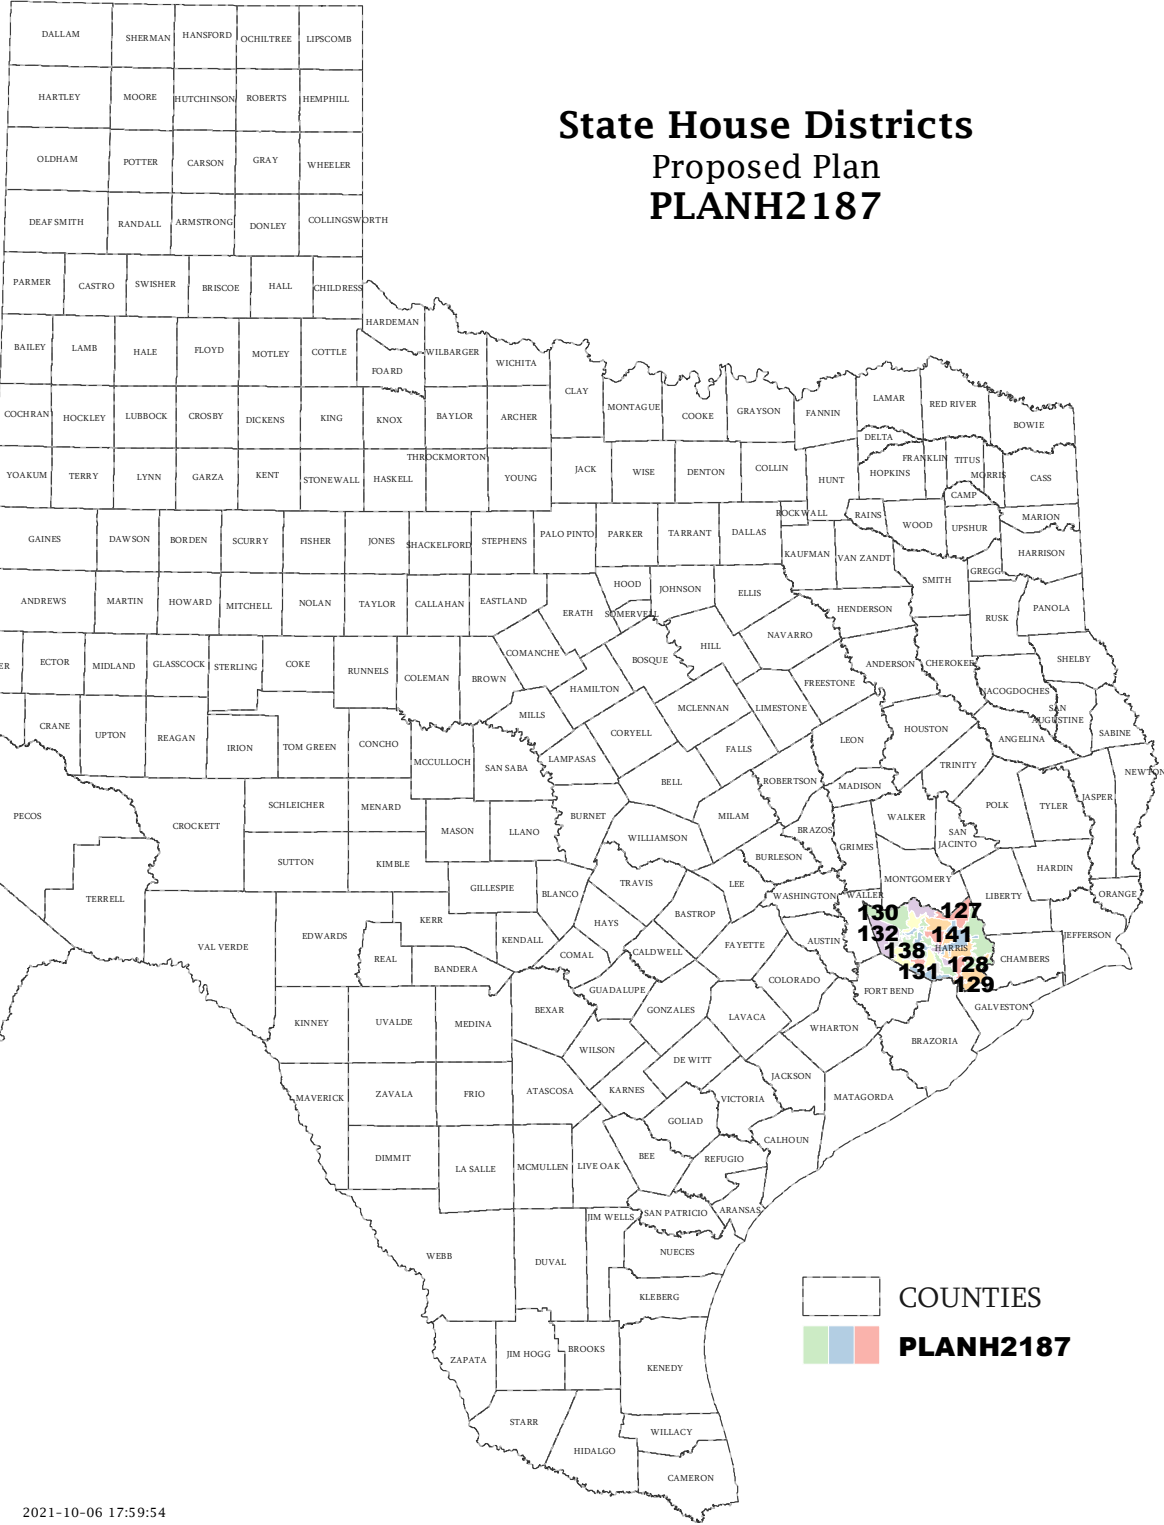 State House Districts
Proposed Plan
PLANH2187
DALLAM SHERMAN HANSFORD OCHILTREE LIPSCOMB
HARTLEY MOORE HUTCHINSON ROBERTS HEMPHILL
OLDHAM POTTER CARSON GRAY WHEELER
DEAF SMITH RANDALL ARMSTRONG DONLEY COLLINGSWORTH
PARMER CASTRO SWISHER BRISCOE HALL CHILDRESS
HARDEMAN
BAILEY LAMB HALE FLOYD MOTLEY COTTLE WILBARGER WICHITA
FOARD
CLAY
COCHRAN HOCKLEY LUBBOCK CROSBY DICKENS KING KNOX BAYLOR ARCHER MONTAGUE COOKE GRAYSON FANNIN LAMAR RED RIVER BOWIE
DELTA
THROCKMORTON FRANKLIN TITUS
YOAKUM TERRY LYNN GARZA KENT STONEWALL HASKELL YOUNG JACK WISE DENTON COLLIN HUNT HOPKINS MORRIS CASS
CAMP
ROCKWALL RAINS WOOD UPSHUR MARION
GAINES DAWSON BORDEN SCURRY FISHER JONES SHACKELFORD STEPHENS PALO PINTO PARKER TARRANT DALLAS
KAUFMAN VAN ZANDT HARRISON
GREGG
SMITH
HOOD JOHNSON ELLIS
ANDREWS MARTIN HOWARD MITCHELL NOLAN TAYLOR CALLAHAN EASTLAND ERATH SOMERVELL HENDERSON RUSK PANOLA
NAVARRO
HILL
ER ECTOR MIDLAND GLASSCOCK STERLING COKE RUNNELS COLEMAN BROWN COMANCHE BOSQUE ANDERSON CHEROKEE SHELBY
HAMILTON FREESTONE NACOGDOCHES
MILLS MCLENNAN LIMESTONE SAN
AUGUSTINE
CRANE UPTON REAGAN IRION TOM GREEN CONCHO CORYELL LEON HOUSTON ANGELINA SABINE
FALLS
MCCULLOCH SAN SABA LAMPASAS TRINITY NEWTON
BELL ROBERTSON MADISON
SCHLEICHER MENARD POLK TYLER JASPER
PECOS CROCKETT BURNET MILAM WALKER
MASON LLANO WILLIAMSON BRAZOS SAN
JACINTO
GRIMES
SUTTON KIMBLE BURLESON HARDIN
GILLESPIE TRAVIS LEE MONTGOMERY
TERRELL BLANCO WASHINGTON WALLER LIBERTY ORANGE
130 127
KERR HAYS BASTROP
VAL VERDE EDWARDS KENDALL FAYETTE AUSTIN 132 141 JEFFERSON
HARRIS
REAL BANDERA COMAL CALDWELL 138 CHAMBERS
131 128
COLORADO 129
GUADALUPE FORT BEND
KINNEY UVALDE MEDINA BEXAR GONZALES LAVACA WHARTON GALVESTON
BRAZORIA
WILSON DE WITT
JACKSON
MAVERICK ZAVALA FRIO ATASCOSA KARNES VICTORIA MATAGORDA
GOLIAD
CALHOUN
DIMMIT LA SALLE MCMULLEN LIVE OAK BEE REFUGIO
JIM WELLS SAN PATRICIO ARANSAS
WEBB DUVAL NUECES
KLEBERG
COUNTIES
PLANH2187
ZAPATA JIM HOGG BROOKS KENEDY
STARR HIDALGO WILLACY
CAMERON
2021-10-06 17:59:54